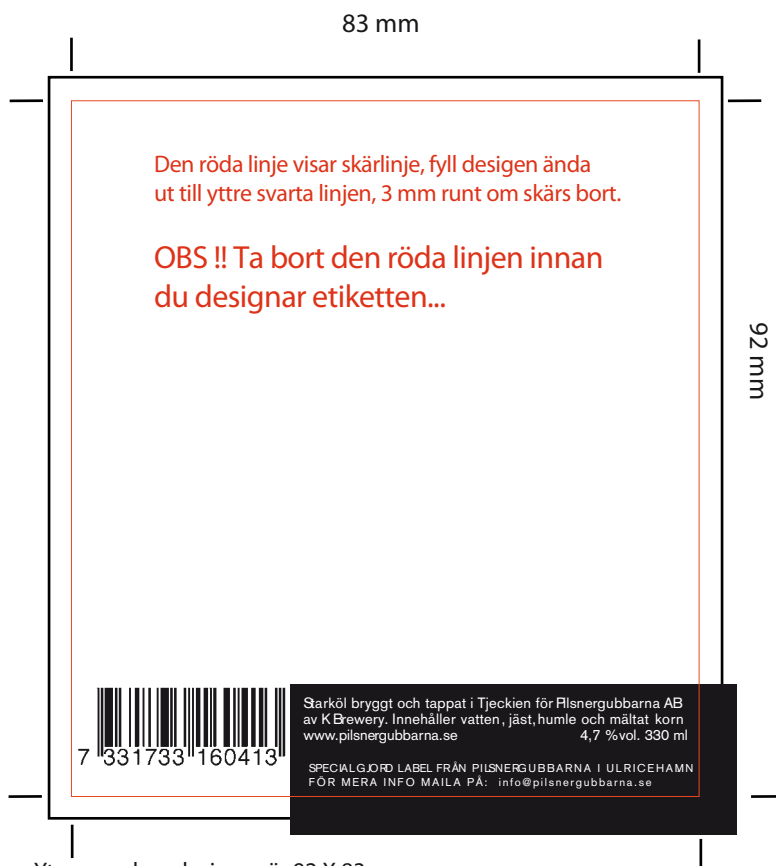 83 mm
Den röda linje visar skärlinje, fyll desigen ända
ut till yttre svarta linjen, 3 mm runt om skärs bort.
OBS !! Ta bort den röda linjen innan
du designar etiketten...
92 mm
Starköl bryggt och tappat i Tjeckien för Pilsnergubbarna AB
av K Brewery. Innehåller vatten, jäst, humle och mältat korn
www.pilsnergubbarna.se 4,7 %vol. 330 ml
SPECIALGJORD LABEL FRÅN PILSNERGUBBARNA I ULRICEHAMN
FÖR MERA INFO MAILA PÅ: info@pilsnergubbarna.se
7 331733 160413